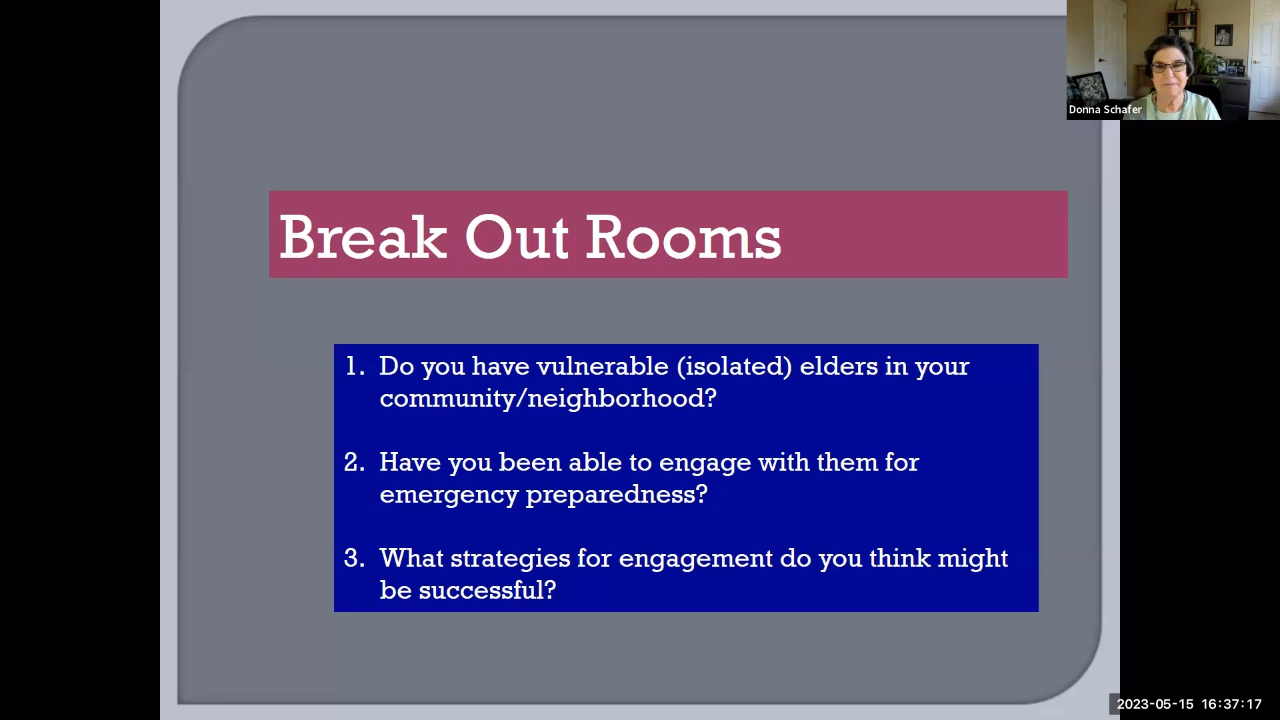 Donna Schafer
Break Out Rooms
1. Do you have vulnerable (isolated) elders in your
community/neighborhood?
2. Have you been able to engage with them for
emergency preparedness?
3. What strategies for engagement do you think might
be successful?
2023-05-15 16:37:17